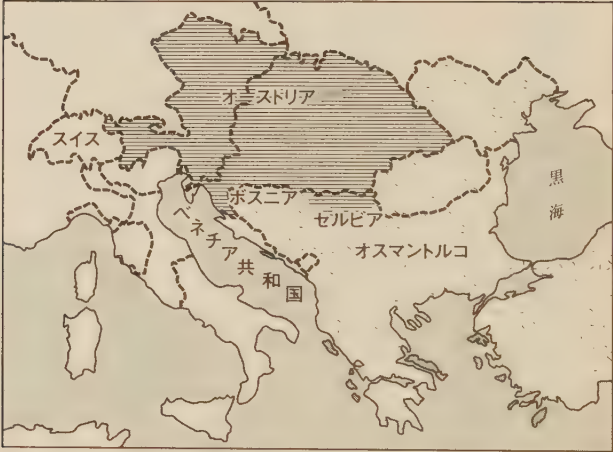 オーストリア
スイス
ボスニア
セルビア
オスマントルコ
ベネチア共和国
黒海